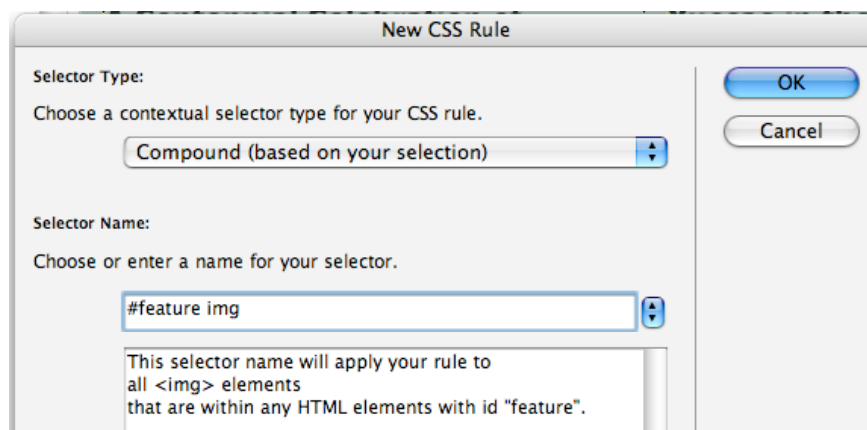 New CSS Rule
Selector Type:
OK
Choose a contextual selector type for your CSS rule.
Cancel
Compound (based on your selection)
Selector Name:
Choose or enter a name for your selector.
#feature img
This selector name will apply your rule to
all <img> elements
that are within any HTML elements with id "feature".